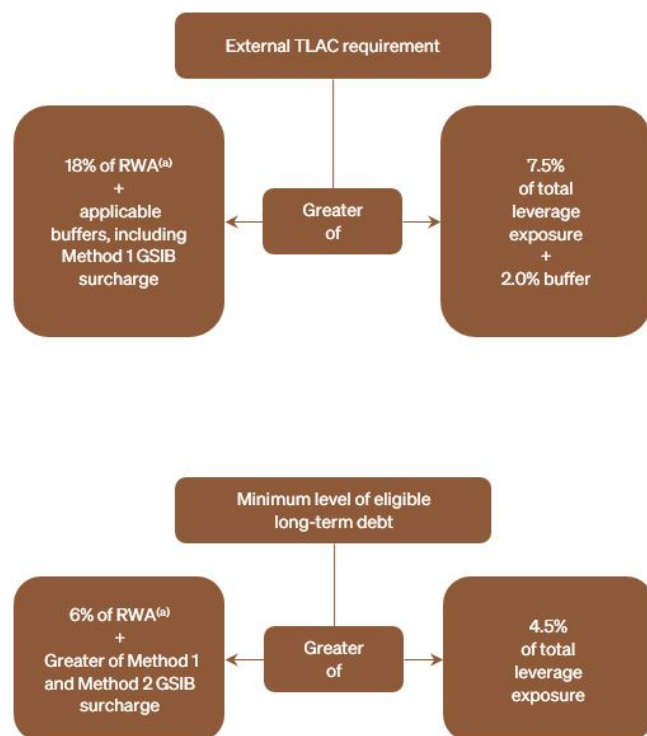 External TLAC requirement
18% of RWA(a)
+
applicable
buffers, including
Method 1 GSIB
surcharge
Greater
of
7.5%
of total
leverage
exposure
+
2.0% buffer
Minimum level of eligible
long-term debt
6% of RWA(a)
+
Greater of Method 1
and Method 2 GSIB
surcharge
Greater
of
4.5%
of total
leverage
exposure